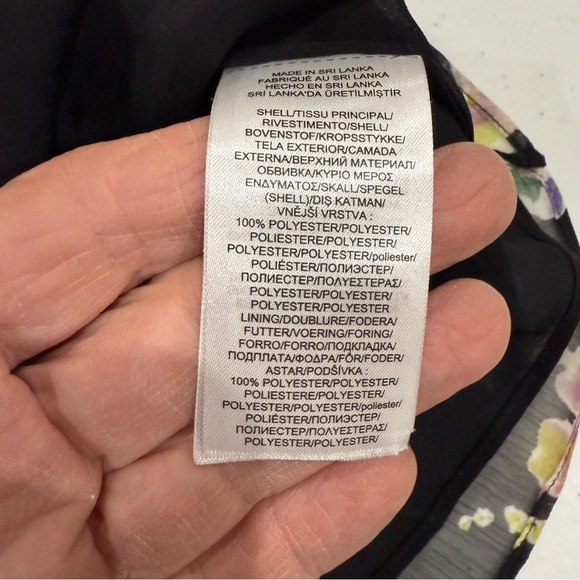 MADE IN SRI LANKA
FABRIQUÉ AU SRI LANKA
HECHO EN SRI LANKA
SRİ LANKA'DA ÜRETİLMİŞTİR
SHELL/TISSU PRINCIPAL/
RIVESTIMENTO/SHELL/
BOVENSTOF/KROPSSTYKKE/
TELA EXTERIOR/CAMADA
EXTERNA/ВЕРХНИЙ МАТЕРИАЛ/
ОБВИВКА/ΚΥΡΙΟ ΜΕΡΟΣ
ΕΝΔΥΜΑΤΟΣ/SKALL/SPEGEL
(SHELL)/DIŞ KATMAN/
VNĚJŠÍ VRSTVA :
100% POLYESTER/POLYESTER/
POLIESTERE/POLYESTER/
POLYESTER/POLYESTER/poliester/
POLIÉSTER/ПОЛИЭСТЕР/
ПОЛИЕСТЕР/ΠΟΛΥΕΣΤΕΡΑΣ/
POLYESTER/POLYESTER/
POLYESTER/POLYESTER
LINING/DOUBLURE/FODERA/
FUTTER/VOERING/FORING/
FORRO/FORRO/ПОДКЛАДКА/
ПОДПЛАТА/ΦΟΔΡΑ/FÔR/FODER/
ASTAR/PODŠÍVKA :
100% POLYESTER/POLYESTER/
POLIESTERE/POLYESTER/
POLYESTER/POLYESTER/poliester/
POLIÉSTER/ПОЛИЭСТЕР/
ПОЛИЕСТЕР/ΠΟΛΥΕΣΤΕΡΑΣ/
POLYESTER/POLYESTER/